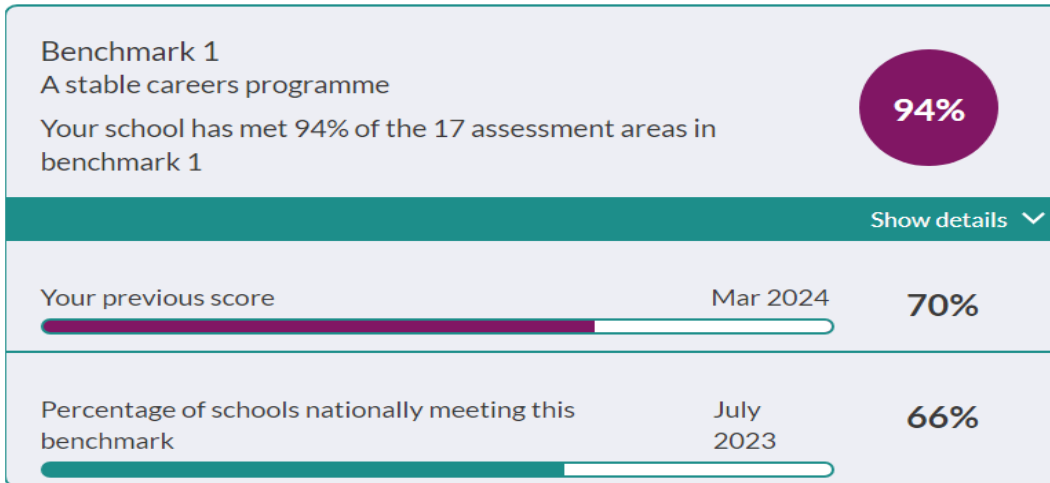 Benchmark 1
A stable careers programme
Your school has met 94% of the 17 assessment areas in
benchmark 1
94%
Show details
Your previous score
Mar 2024
70%
Percentage of schools nationally meeting this
benchmark
July
2023
66%